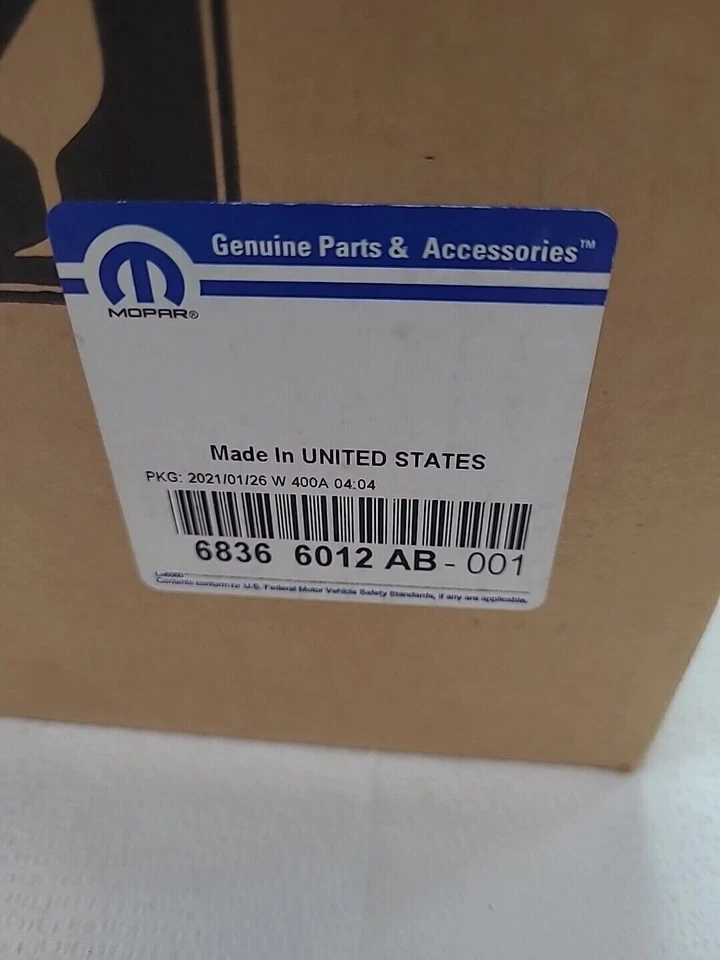 Genuine Parts & Accessories™
MOPAR®
Made In UNITED STATES
PKG: 2021/01/26 W 400A 04:04
6836 6012 AB - 001
Contents conform to U.S. Federal Motor Vehicle Safety Standards, if any are applicable.